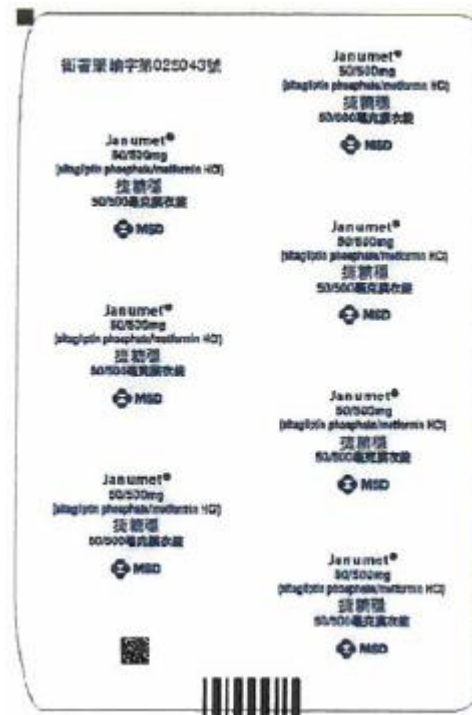 衛署藥輸字第025043號
Janumet®
50/500mg
(sitagliptin phosphate/metformin HCl)
捷糖穩
50/500毫克膜衣錠
MSD
Janumet®
50/500mg
(sitagliptin phosphate/metformin HCl)
捷糖穩
50/500毫克膜衣錠
MSD
Janumet®
50/500mg
(sitagliptin phosphate/metformin HCl)
捷糖穩
50/500毫克膜衣錠
MSD
Janumet®
50/500mg
(sitagliptin phosphate/metformin HCl)
捷糖穩
50/500毫克膜衣錠
MSD
Janumet®
50/500mg
(sitagliptin phosphate/metformin HCl)
捷糖穩
50/500毫克膜衣錠
MSD
Janumet®
50/500mg
(sitagliptin phosphate/metformin HCl)
捷糖穩
50/500毫克膜衣錠
MSD
Janumet®
50/500mg
(sitagliptin phosphate/metformin HCl)
捷糖穩
50/500毫克膜衣錠
MSD